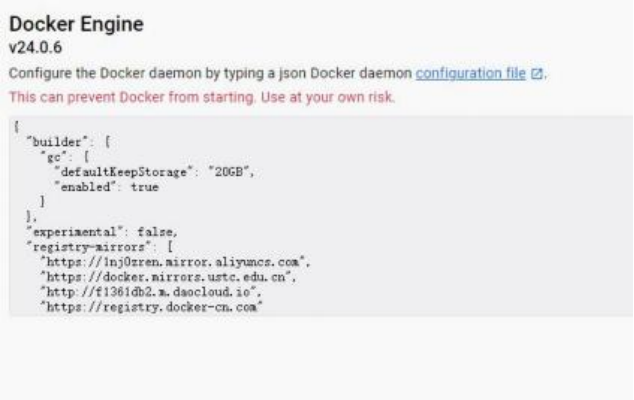 Docker Engine
v24.0.6
Configure the Docker daemon by typing a json Docker daemon configuration file.
This can prevent Docker from starting. Use at your own risk.
{
"builder": {
"gc": {
"defaultKeepStorage": "20GB",
"enabled": true
}
},
"experimental": false,
"registry-mirrors": [
"https://1nj0zren.mirror.aliyuncs.com",
"https://docker.mirrors.ustc.edu.cn",
"http://f1361db2.m.daocloud.io",
"https://registry.docker-cn.com"